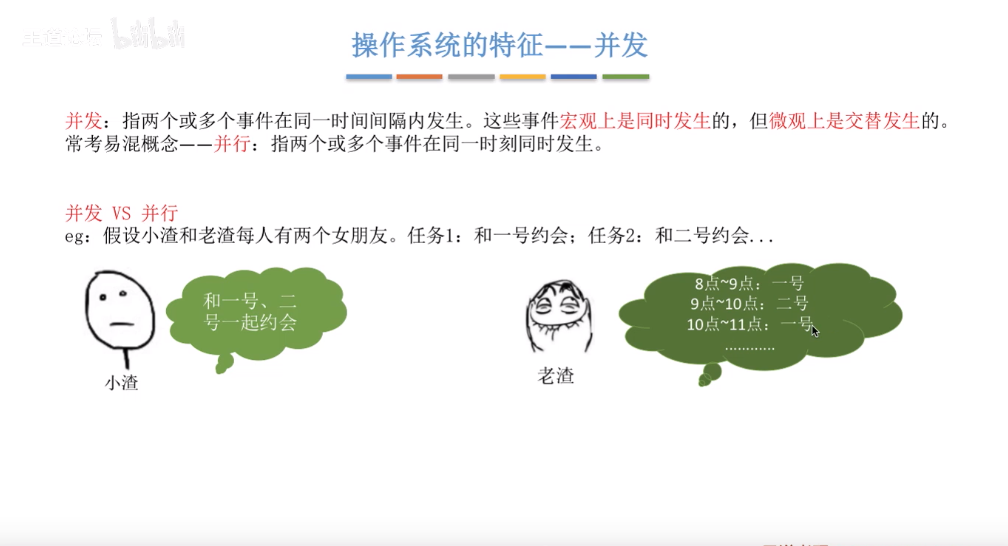 操作系统的特征——并发
并发：指两个或多个事件在同一时间间隔内发生。这些事件宏观上是同时发生的，但微观上是交替发生的。
常考易混概念——并行：指两个或多个事件在同一时刻同时发生。
并发 VS 并行
eg：假设小渣和老渣每人有两个女朋友。任务1：和一号约会；任务2：和二号约会...
和一号、二
号一起约会
小渣
8点~9点：一号
9点~10点：二号
10点~11点：一号
............
老渣